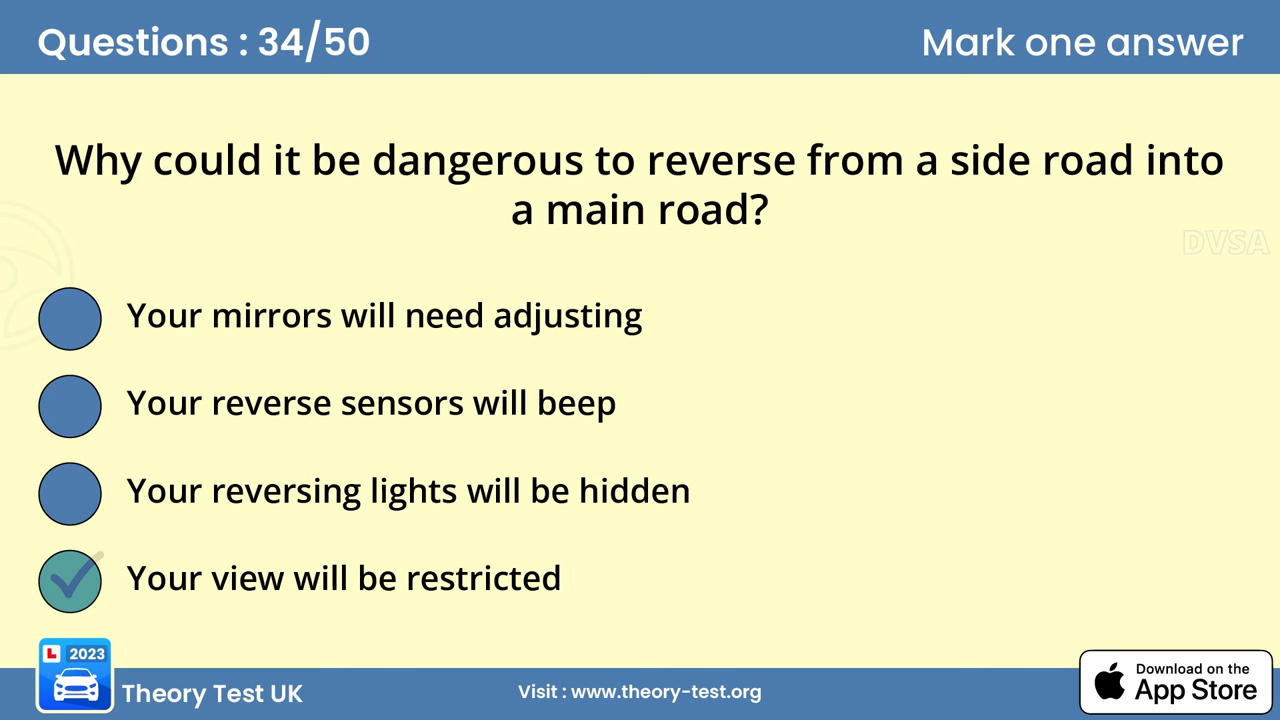 Questions : 34/50
Mark one answer
Why could it be dangerous to reverse from a side road into
a main road?
DVSA
Your mirrors will need adjusting
Your reverse sensors will beep
Your reversing lights will be hidden
Your view will be restricted
L 2023
Theory Test UK
Visit : www.theory-test.org
Download on the
App Store